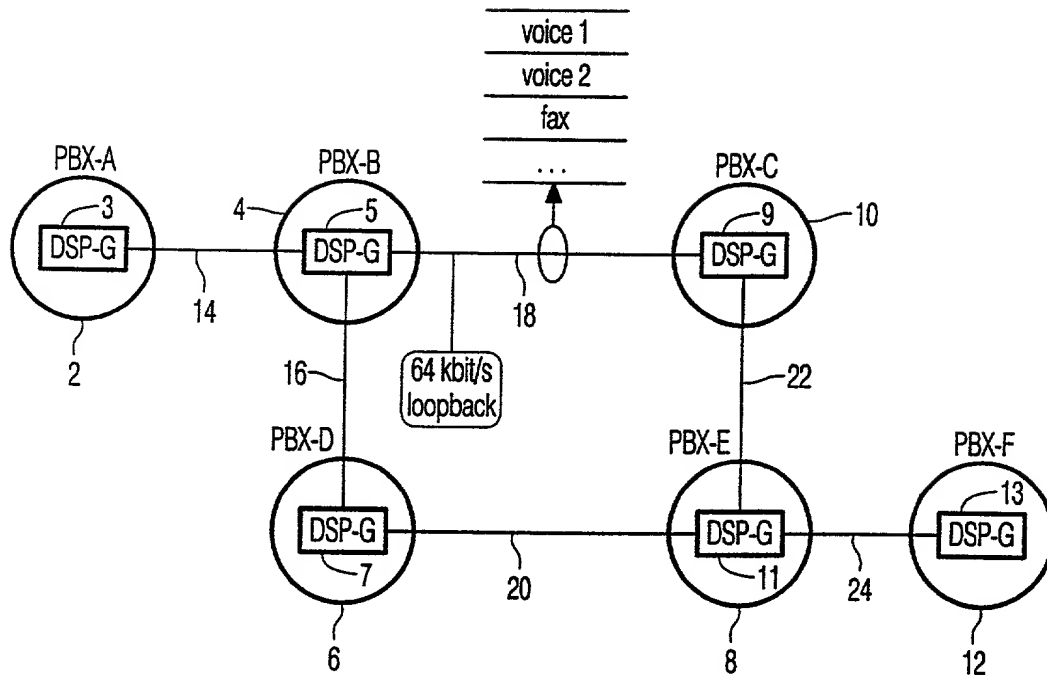 voice 1
voice 2
fax
...
PBX-A
PBX-B
PBX-C
3
4
5
9
10
DSP-G
DSP-G
DSP-G
14
18
2
16
64 kbit/s
loopback
22
PBX-D
PBX-E
PBX-F
13
DSP-G
DSP-G
DSP-G
7
20
11
24
6
8
12